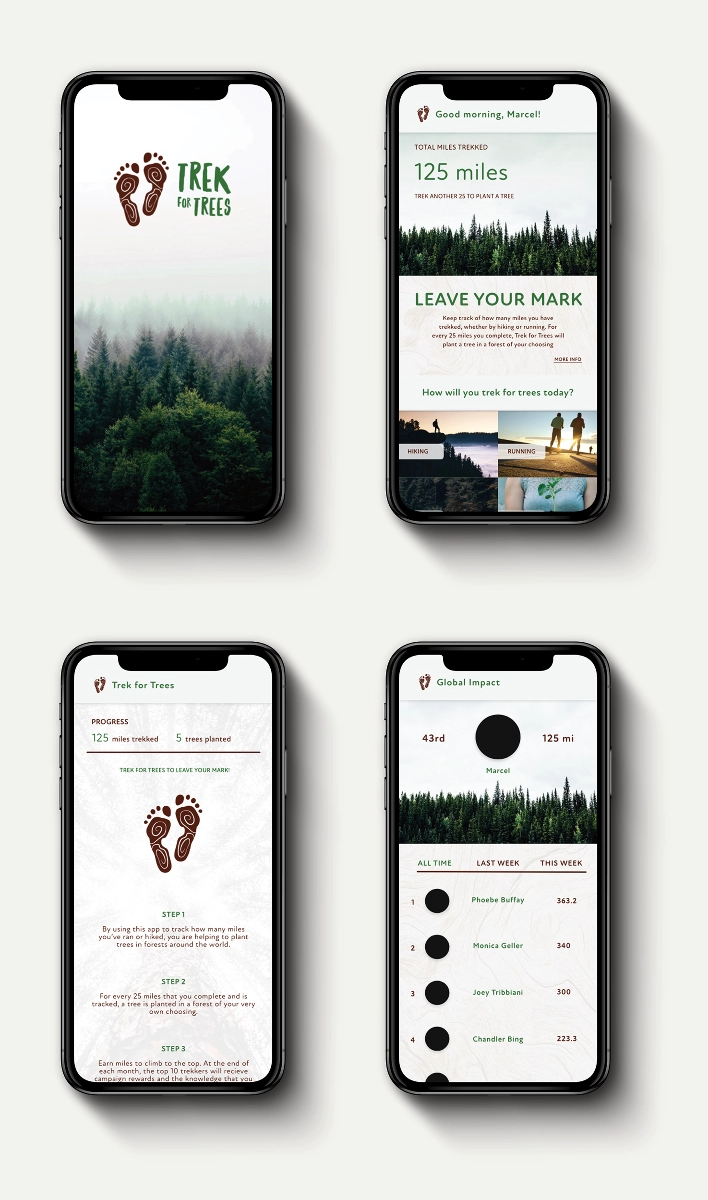 TREK
FOR TREES
Good morning, Marcel!
TOTAL MILES TREKKED
125 miles
TREK ANOTHER 25 TO PLANT A TREE
LEAVE YOUR MARK
Keep track of how many miles you have
trekked, whether by hiking or running. For
every 25 miles you complete, Trek for Trees will
plant a tree in a forest of your choosing
MORE INFO
How will you trek for trees today?
HIKING
RUNNING
Trek for Trees
PROGRESS
125 miles trekked 5 trees planted
TREK FOR TREES TO LEAVE YOUR MARK!
STEP 1
By using this app to track how many miles
you've ran or hiked, you are helping to plant
trees in forests around the world.
STEP 2
For every 25 miles that you complete and is
tracked, a tree is planted in a forest of your very
own choosing.
STEP 3
Earn miles to climb to the top. At the end of
each month, the top 10 trekkers will recieve
campaign rewards and the knowledge that you
Global Impact
43rd 125 mi
Marcel
ALL TIME LAST WEEK THIS WEEK
1 Phoebe Buffay 363.2
2 Monica Geller 340
3 Joey Tribbiani 300
4 Chandler Bing 223.3